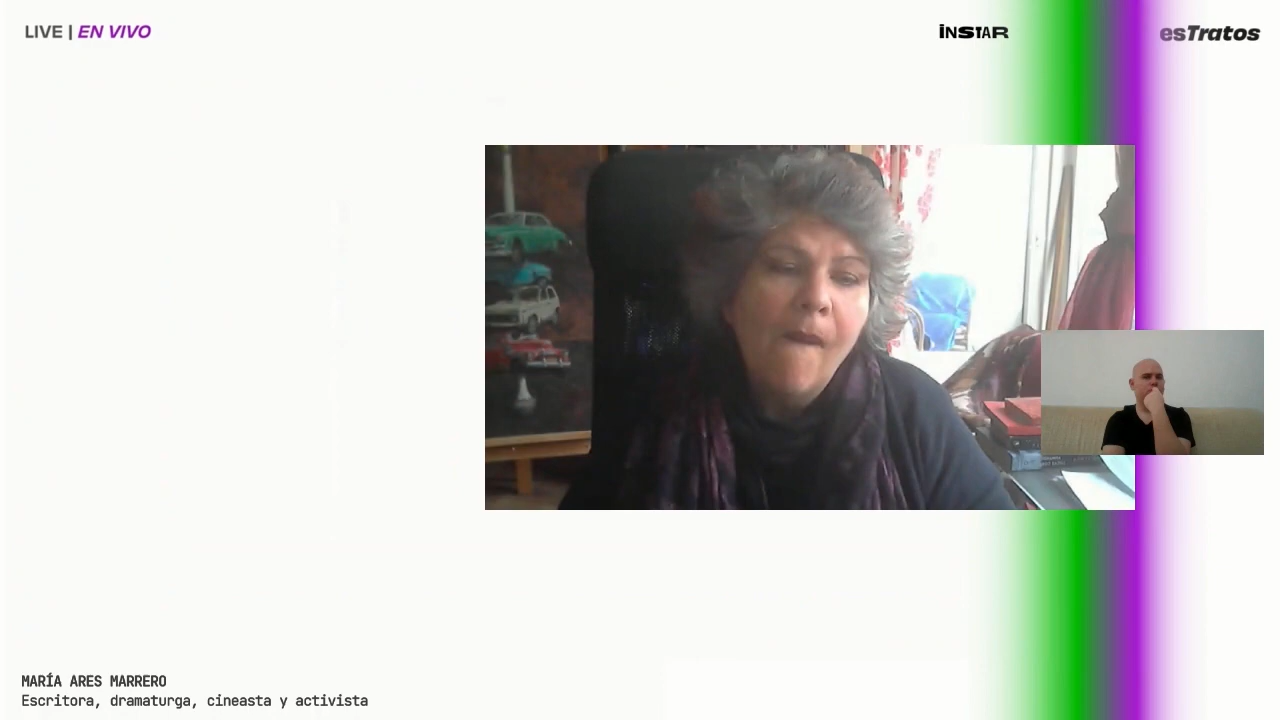 LIVE | EN VIVO
iNSTAR
esTratos
MARÍA ARES MARRERO
Escritora, dramaturga, cineasta y activista